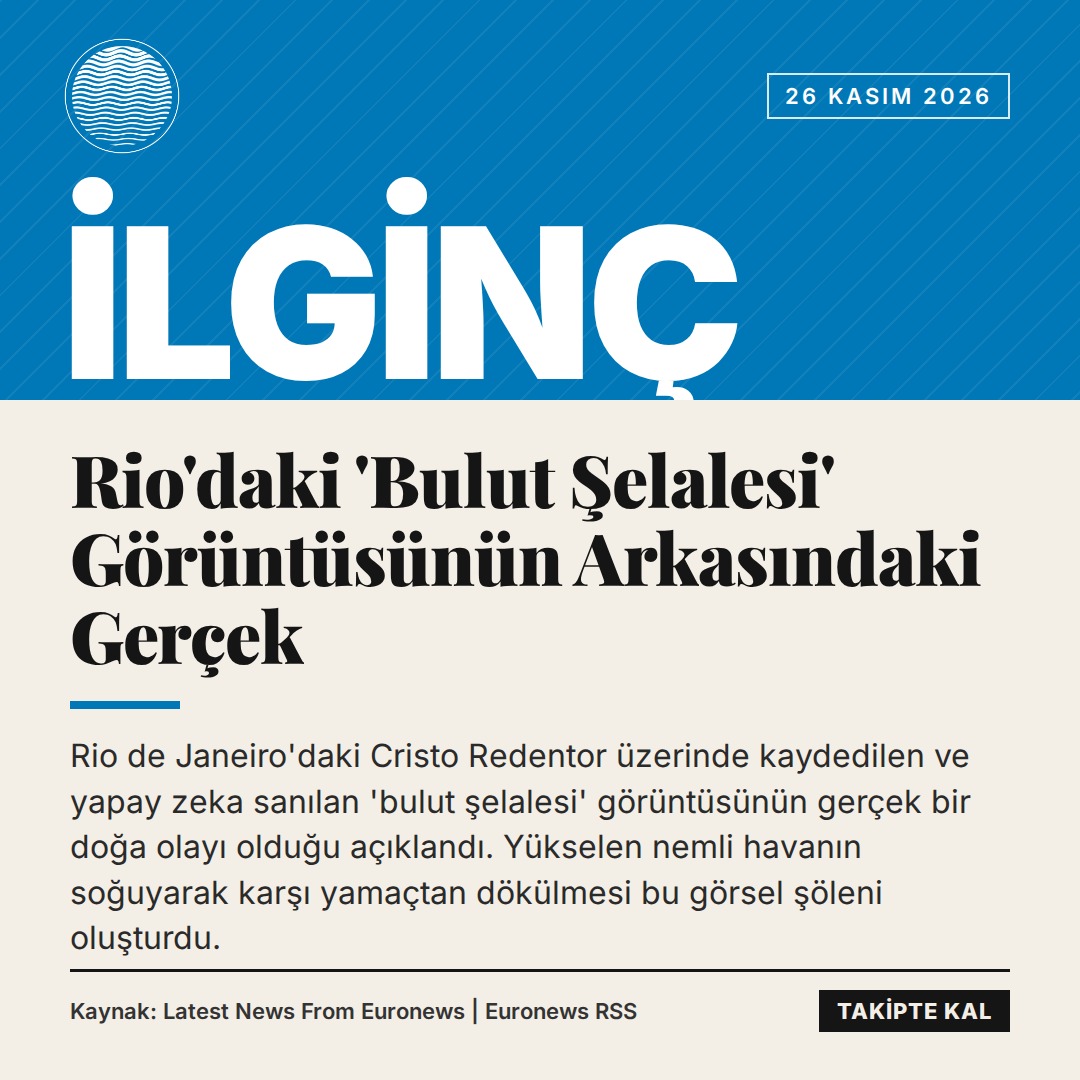 26 KASIM 2026
İLGİNÇ
Rio'daki 'Bulut Şelalesi'
Görüntüsünün Arkasındaki
Gerçek
Rio de Janeiro'daki Cristo Redentor üzerinde kaydedilen ve
yapay zeka sanılan 'bulut şelalesi' görüntüsünün gerçek bir
doğa olayı olduğu açıklandı. Yükselen nemli havanın
soğuyarak karşı yamaçtan dökülmesi bu görsel şöleni
oluşturdu.
Kaynak: Latest News From Euronews | Euronews RSS
TAKİPTE KAL